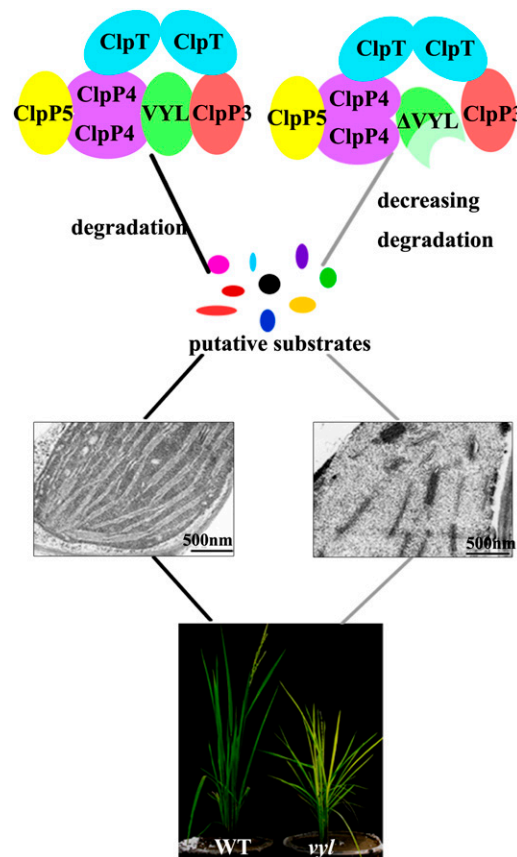 ClpT ClpT
ClpP5 ClpP4 VYL ClpP3
ClpP4
ClpT ClpT
ClpP5 ClpP4 ΔVYL ClpP3
ClpP4
degradation
decreasing
degradation
putative substrates
500nm
500nm
WT vyl